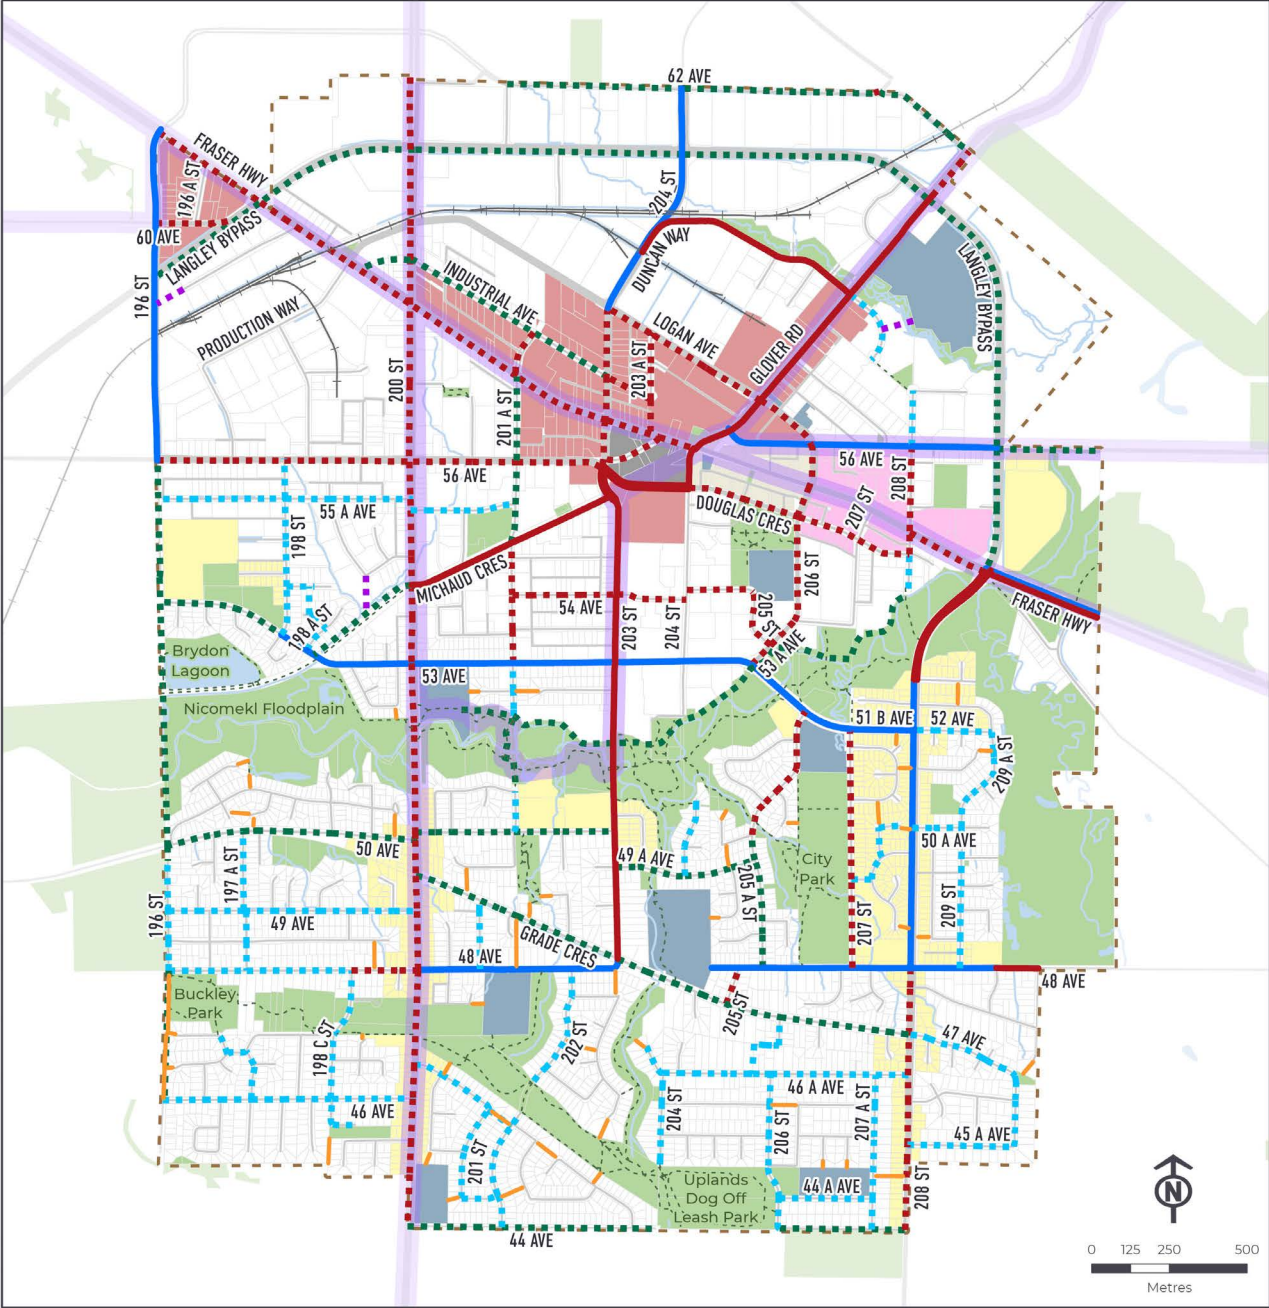 62 AVE
FRASER HWY
196 A ST
204 ST
60 AVE
LANGLEY BYPASS
DUNCAN WAY
LANGLEY BYPASS
196 ST
INDUSTRIAL AVE
PRODUCTION WAY
LOGAN AVE
GLOVER RD
203 A ST
200 ST
201 A ST
56 AVE
56 AVE
208 ST
207 ST
55 A AVE
198 ST
DOUGLAS CRES
MICHAUD CRES
206 ST
54 AVE
203 ST
204 ST
205 ST
FRASER HWY
198 A ST
53 A AVE
Brydon
Lagoon
53 AVE
Nicomekl Floodplain
51 B AVE
52 AVE
209 A ST
50 AVE
49 A AVE
50 A AVE
City
Park
197 A ST
205 A ST
196 ST
49 AVE
207 ST
209 ST
GRADE CRES
48 AVE
48 AVE
Buckley
Park
205 ST
198 C ST
202 ST
47 AVE
46 A AVE
204 ST
206 ST
207 A ST
46 AVE
45 A AVE
201 ST
Uplands
Dog Off
Leash Park
44 A AVE
208 ST
44 AVE
N
0 125 250 500
Metres